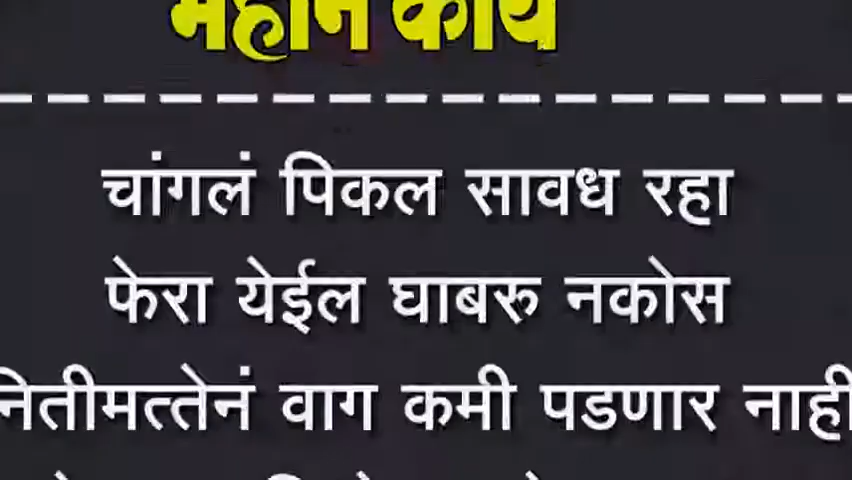 महान कार्य
चांगलं पिकल सावध रहा
फेरा येईल घाबरु नकोस
नितीमत्तेनं वाग कमी पडणार नाही